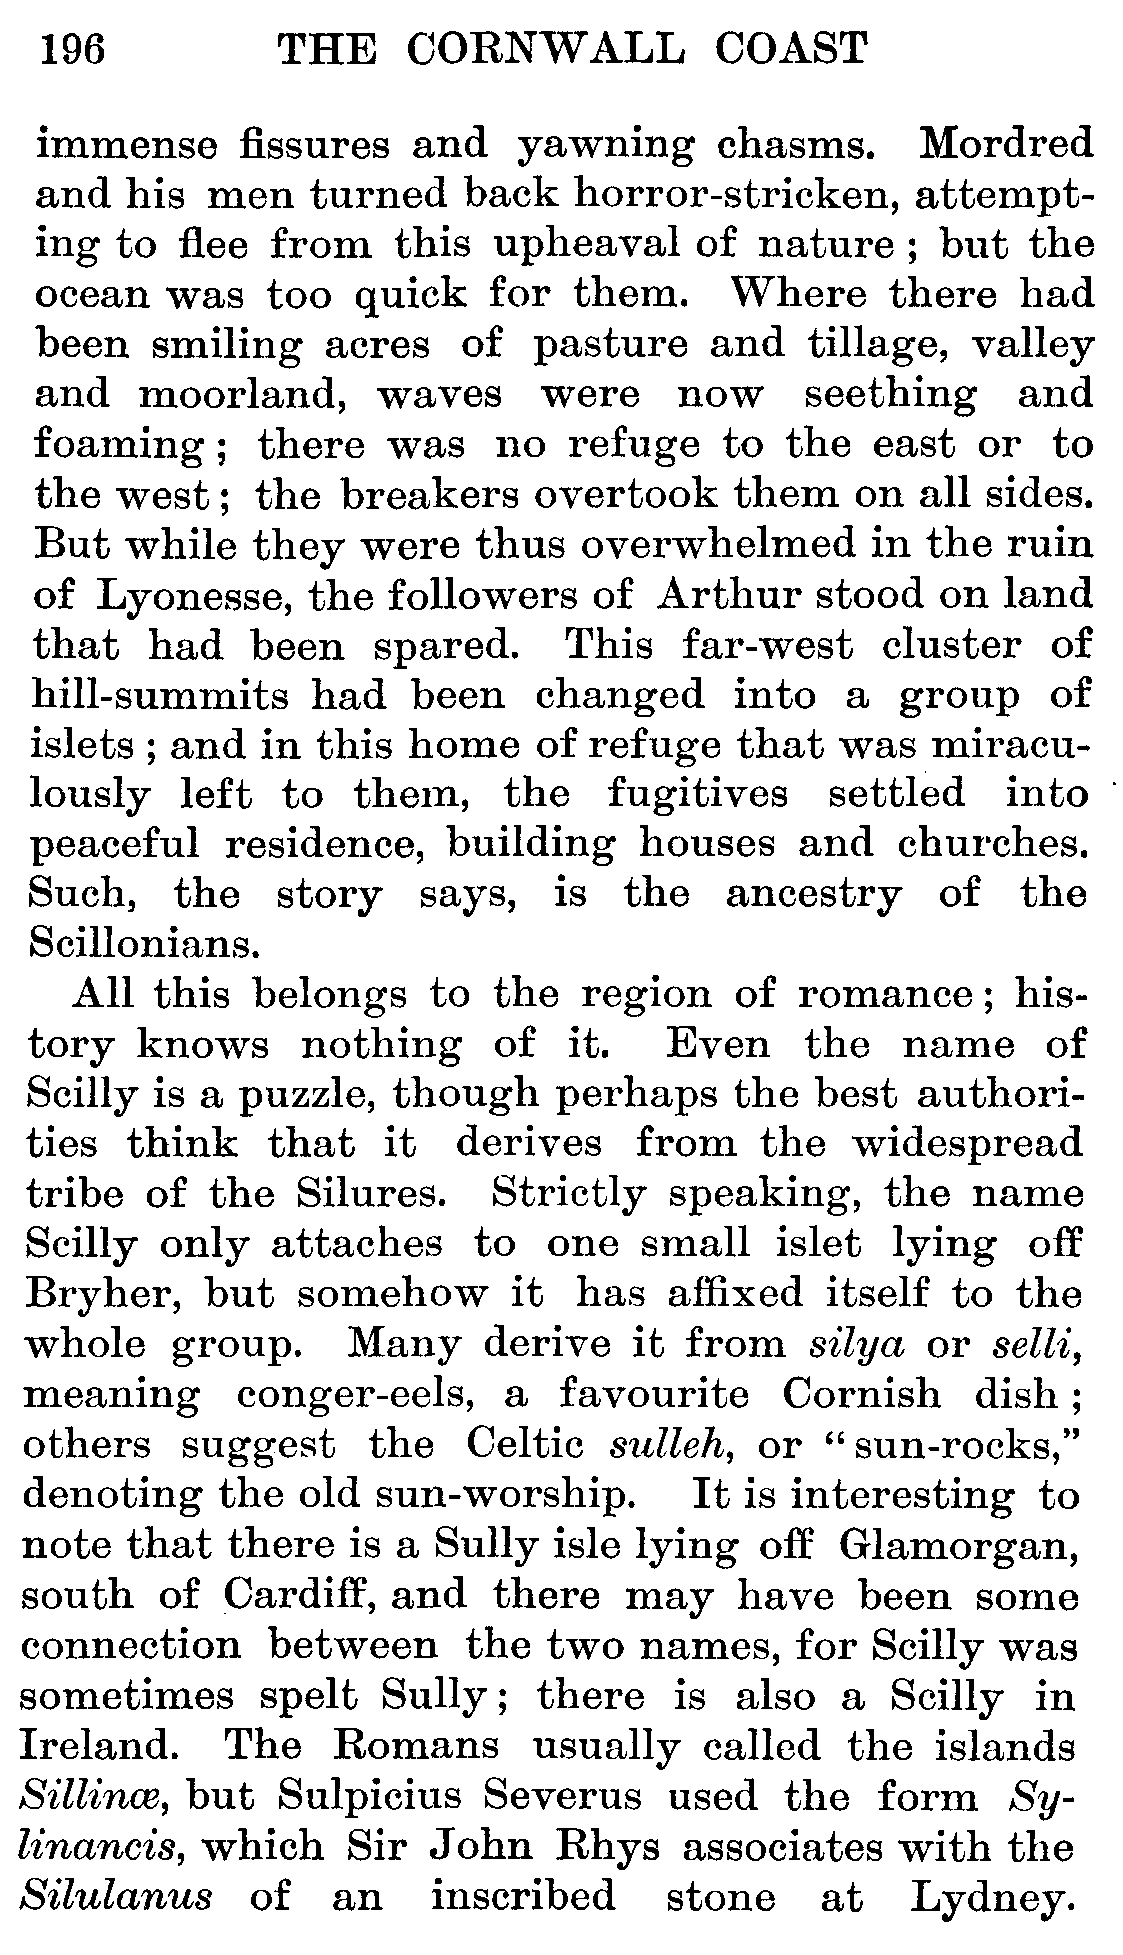 196 THE CORNWALL COAST
immense fissures and yawning chasms. Mordred
and his men turned back horror-stricken, attempt-
ing to flee from this upheaval of nature ; but the
ocean was too quick for them. Where there had
been smiling acres of pasture and tillage, valley
and moorland, waves were now seething and
foaming ; there was no refuge to the east or to
the west ; the breakers overtook them on all sides.
But while they were thus overwhelmed in the ruin
of Lyonesse, the followers of Arthur stood on land
that had been spared. This far-west cluster of
hill-summits had been changed into a group of
islets ; and in this home of refuge that was miracu-
lously left to them, the fugitives settled into
peaceful residence, building houses and churches.
Such, the story says, is the ancestry of the
Scillonians.
All this belongs to the region of romance ; his-
tory knows nothing of it. Even the name of
Scilly is a puzzle, though perhaps the best authori-
ties think that it derives from the widespread
tribe of the Silures. Strictly speaking, the name
Scilly only attaches to one small islet lying off
Bryher, but somehow it has affixed itself to the
whole group. Many derive it from silya or selli,
meaning conger-eels, a favourite Cornish dish ;
others suggest the Celtic sulleh, or “ sun-rocks,”
denoting the old sun-worship. It is interesting to
note that there is a Sully isle lying off Glamorgan,
south of Cardiff, and there may have been some
connection between the two names, for Scilly was
sometimes spelt Sully ; there is also a Scilly in
Ireland. The Romans usually called the islands
Sillinœ, but Sulpicius Severus used the form Sy-
linancis, which Sir John Rhys associates with the
Silulanus of an inscribed stone at Lydney.